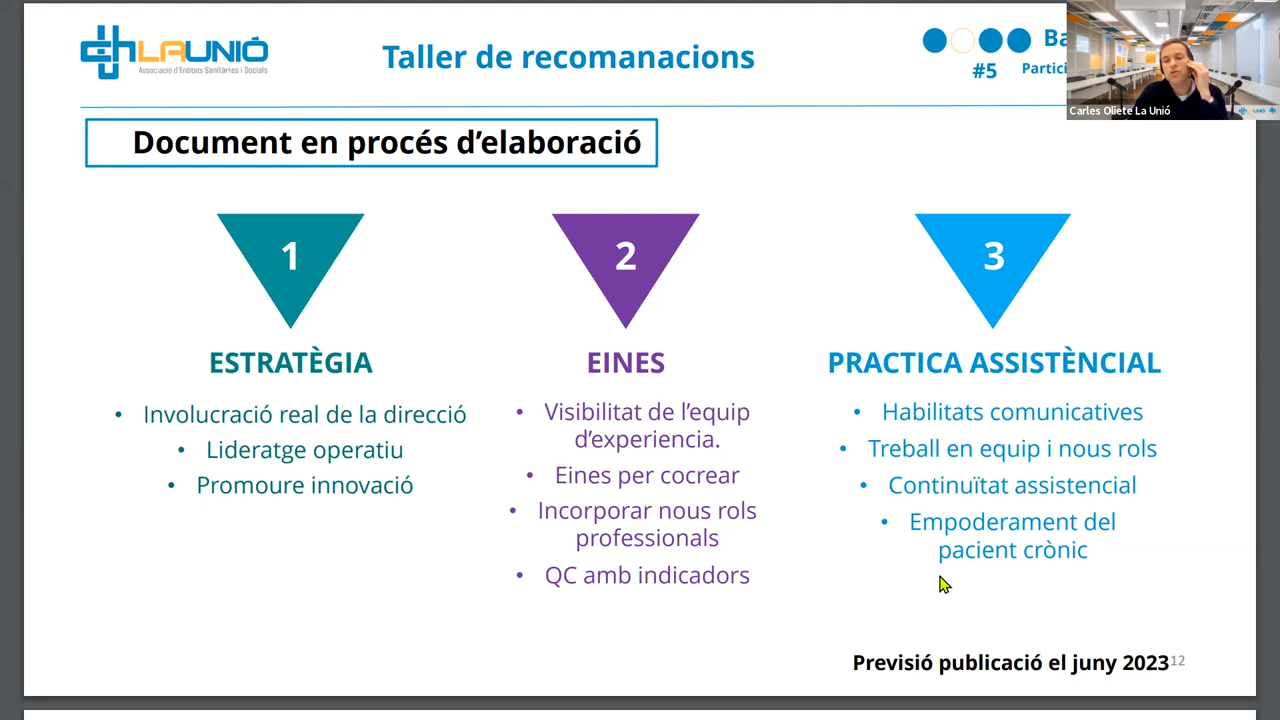 LAUNIÓ
Associació d'Entitats Sanitàries i Socials
Taller de recomanacions
Ba
#5
Partici
Carles Oliete La Unió
Document en procés d'elaboració
1
2
3
ESTRATÈGIA
• Involucració real de la direcció
• Lideratge operatiu
• Promoure innovació
EINES
• Visibilitat de l'equip
d'experiencia.
• Eines per cocrear
• Incorporar nous rols
professionals
• QC amb indicadors
PRACTICA ASSISTÈNCIAL
• Habilitats comunicatives
• Treball en equip i nous rols
• Continuïtat assistencial
• Empoderament del
pacient crònic
Previsió publicació el juny 2023
12